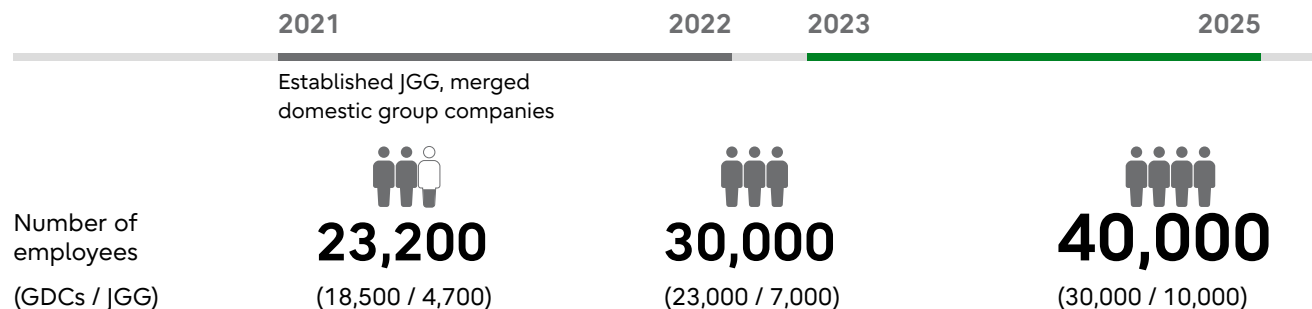 2021 2022 2023 2025
Established JGG, merged
domestic group companies
Number of
employees
23,200 30,000 40,000
(GDCs / JGG) (18,500 / 4,700) (23,000 / 7,000) (30,000 / 10,000)